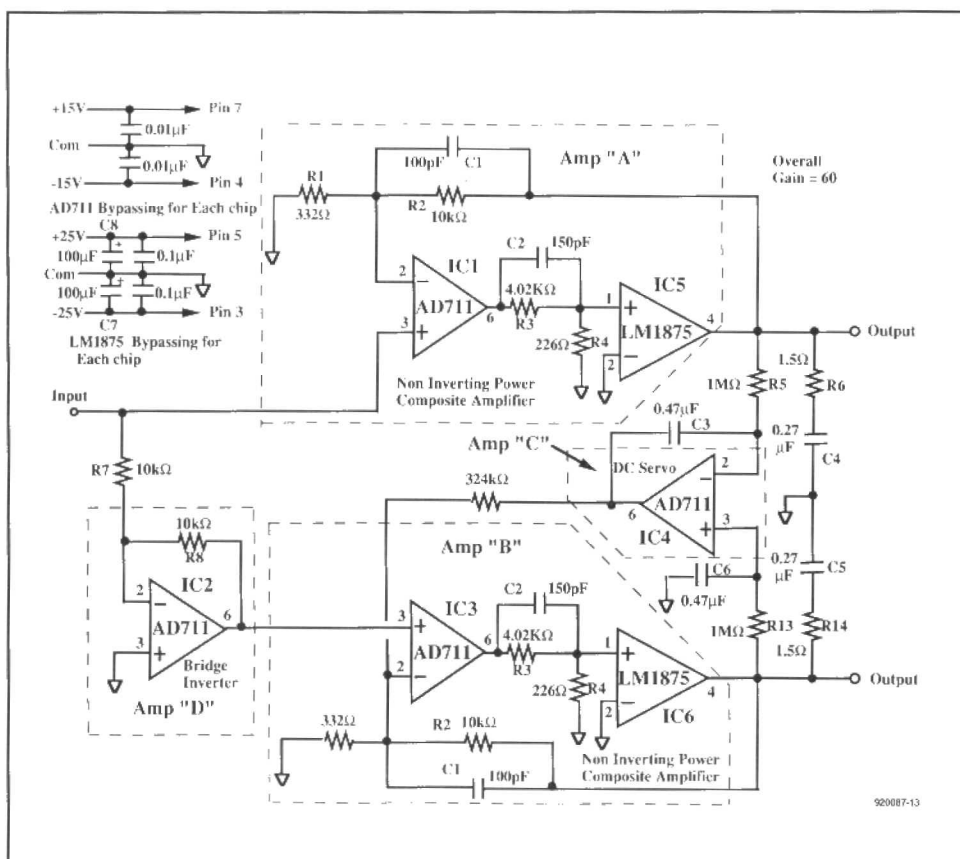 +15V
Pin 7
0.01µF
Com
0.01µF
-15V
Pin 4
AD711 Bypassing for Each chip
C8
+25V
Pin 5
100µF
+
0.1µF
Com
100µF
+
0.1µF
-25V
Pin 3
C7
LM1875 Bypassing for
Each chip
Amp "A"
Overall
Gain = 60
100pF
C1
R1
332Ω
R2
10kΩ
C2
150pF
IC1
AD711
2
−
3
+
6
4.02KΩ
R3
226Ω
R4
IC5
LM1875
1
+
2
−
4
Output
Non Inverting Power
Composite Amplifier
Input
R7
10kΩ
1MΩ
R5
1.5Ω
R6
0.47µF
C3
0.27
µF
C4
Amp "C"
DC Servo
AD711
2
−
3
+
6
IC4
324kΩ
C6
0.47µF
0.27
µF
C5
1MΩ
R13
R14
1.5Ω
10kΩ
R8
IC2
AD711
2
−
3
+
6
Bridge
Inverter
Amp "D"
Amp "B"
IC3
AD711
3
+
2
−
6
C2
150pF
4.02KΩ
R3
226Ω
R4
1
+
2
−
LM1875
4
IC6
Output
332Ω
R2
10kΩ
C1
100pF
Non Inverting Power
Composite Amplifier
920087-13